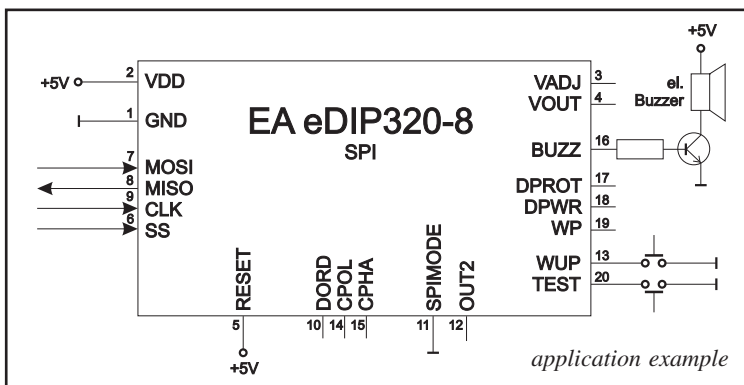 +5V
el.
Buzzer
+5V
2
VDD
1
GND
7
MOSI
8
MISO
9
CLK
6
SS
EA eDIP320-8
SPI
VADJ
3
VOUT
4
BUZZ
16
DPROT
17
DPWR
18
WP
19
WUP
13
TEST
20
RESET
DORD
CPOL
CPHA
SPIMODE
OUT2
5
10
14
15
11
12
+5V
application example